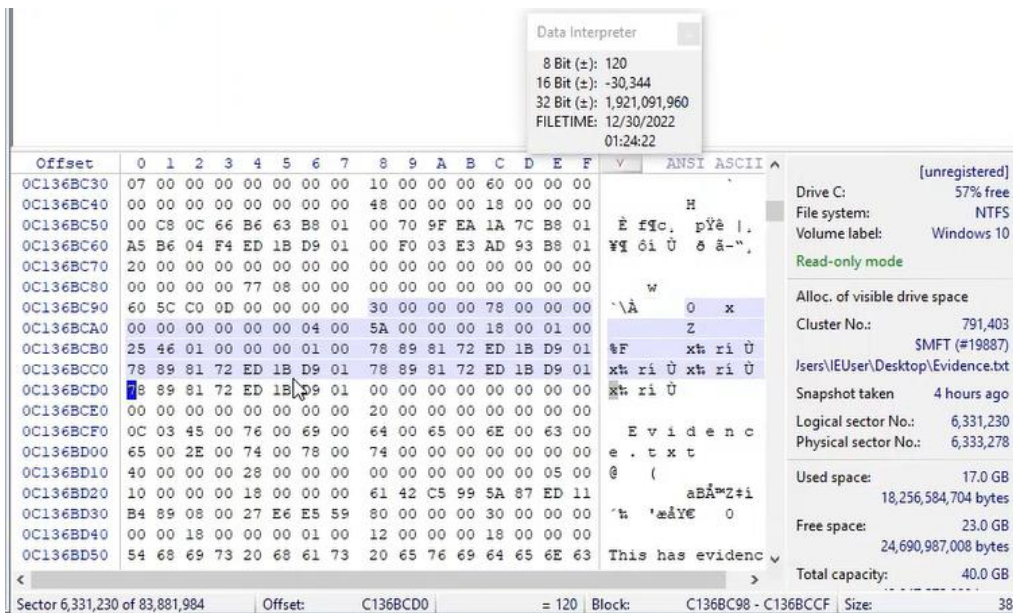 Data Interpreter
8 Bit (±): 120
16 Bit (±): -30,344
32 Bit (±): 1,921,091,960
FILETIME: 12/30/2022
01:24:22
Offset 0 1 2 3 4 5 6 7 8 9 A B C D E F ANSI ASCII
0C136BC30 07 00 00 00 00 00 00 00 10 00 00 00 60 00 00 00 `
0C136BC40 00 00 00 00 00 00 00 00 48 00 00 00 18 00 00 00 H
0C136BC50 00 C8 0C 66 B6 63 B8 01 00 70 9F EA 1A 7C B8 01 È f¶c¸ pŸê |¸
0C136BC60 A5 B6 04 F4 ED 1B D9 01 00 F0 03 E3 AD 93 B8 01 ¥¶ ôí Ù ð ã-“¸
0C136BC70 20 00 00 00 00 00 00 00 00 00 00 00 00 00 00 00
0C136BC80 00 00 00 00 77 08 00 00 00 00 00 00 00 00 00 00 w
0C136BC90 60 5C C0 0D 00 00 00 00 30 00 00 00 78 00 00 00 `\À 0 x
0C136BCA0 00 00 00 00 00 00 04 00 5A 00 00 00 18 00 01 00 Z
0C136BCB0 25 46 01 00 00 00 01 00 78 89 81 72 ED 1B D9 01 %F x‰ rí Ù
0C136BCC0 78 89 81 72 ED 1B D9 01 78 89 81 72 ED 1B D9 01 x‰ rí Ù x‰ rí Ù
0C136BCD0 78 89 81 72 ED 1B D9 01 00 00 00 00 00 00 00 00 x‰ rí Ù
0C136BCE0 00 00 00 00 00 00 00 00 20 00 00 00 00 00 00 00
0C136BCF0 0C 03 45 00 76 00 69 00 64 00 65 00 6E 00 63 00 E v i d e n c
0C136BD00 65 00 2E 00 74 00 78 00 74 00 00 00 00 00 00 00 e . t x t
0C136BD10 40 00 00 00 28 00 00 00 00 00 00 00 00 00 05 00 @ (
0C136BD20 10 00 00 00 18 00 00 00 61 42 C5 99 5A 87 ED 11 aBÅ™Z‡í
0C136BD30 B4 89 08 00 27 E6 E5 59 80 00 00 00 30 00 00 00 ´‰ 'æåY€ 0
0C136BD40 00 00 18 00 00 00 01 00 12 00 00 00 18 00 00 00
0C136BD50 54 68 69 73 20 68 61 73 20 65 76 69 64 65 6E 63 This has evidenc
[unregistered]
Drive C: 57% free
File system: NTFS
Volume label: Windows 10
Read-only mode
Alloc. of visible drive space
Cluster No.: 791,403
$MFT (#19887)
Jsers\IEUser\Desktop\Evidence.txt
Snapshot taken 4 hours ago
Logical sector No.: 6,331,230
Physical sector No.: 6,333,278
Used space: 17.0 GB
18,256,584,704 bytes
Free space: 23.0 GB
24,690,987,008 bytes
Total capacity: 40.0 GB
Sector 6,331,230 of 83,881,984 Offset: C136BCD0 = 120 Block: C136BC98 - C136BCCF Size: 38